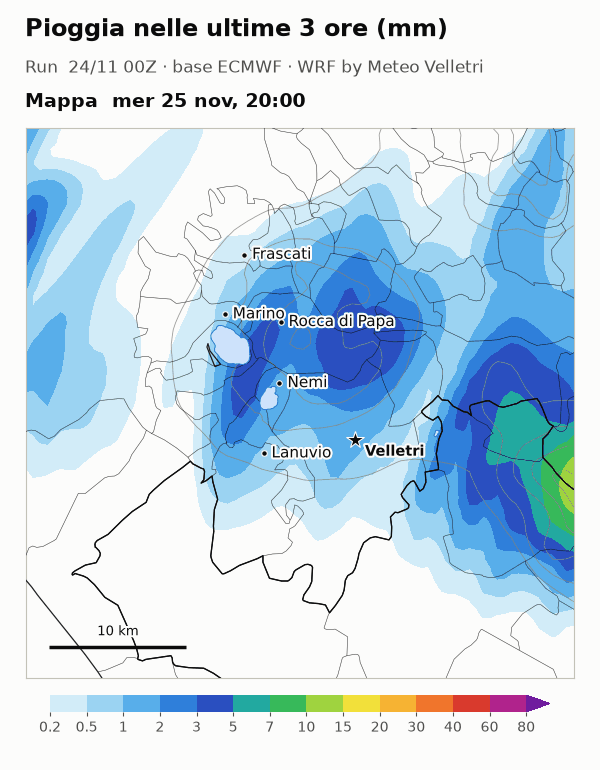 Pioggia nelle ultime 3 ore (mm)
Run  24/11 00Z · base ECMWF · WRF by Meteo Velletri
Mappa  mer 25 nov, 20:00
Frascati
Marino
Rocca di Papa
Nemi
Velletri
Lanuvio
10 km
0.2 0.5 1 2 3 5 7 10 15 20 30 40 60 80